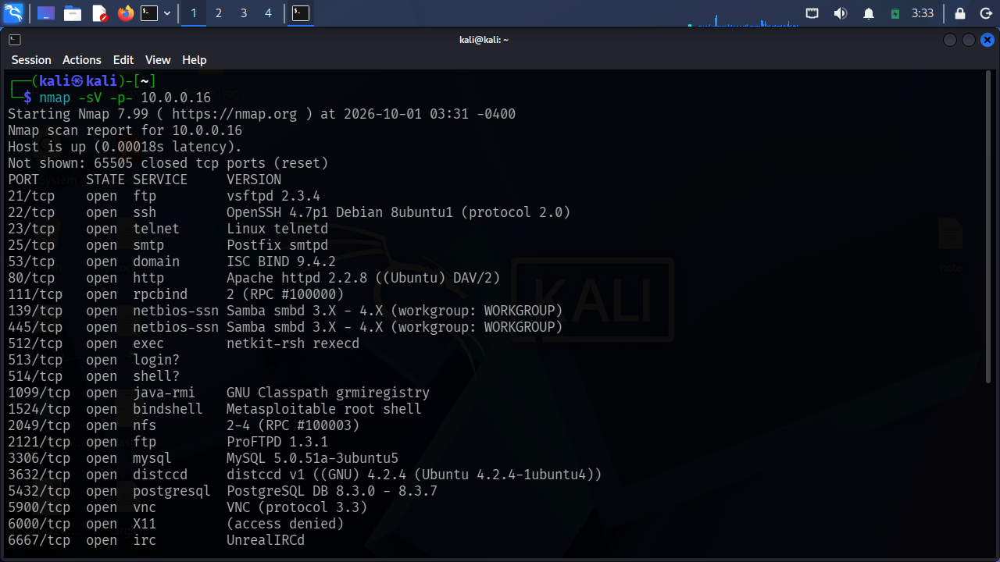 1 2 3 4 3:33
kali@kali: ~
Session Actions Edit View Help
┌──(kali㉿kali)-[~]
└─$ nmap -sV -p- 10.0.0.16
Starting Nmap 7.99 ( https://nmap.org ) at 2026-10-01 03:31 -0400
Nmap scan report for 10.0.0.16
Host is up (0.00018s latency).
Not shown: 65505 closed tcp ports (reset)
PORT STATE SERVICE VERSION
21/tcp open ftp vsftpd 2.3.4
22/tcp open ssh OpenSSH 4.7p1 Debian 8ubuntu1 (protocol 2.0)
23/tcp open telnet Linux telnetd
25/tcp open smtp Postfix smtpd
53/tcp open domain ISC BIND 9.4.2
80/tcp open http Apache httpd 2.2.8 ((Ubuntu) DAV/2)
111/tcp open rpcbind 2 (RPC #100000)
139/tcp open netbios-ssn Samba smbd 3.X - 4.X (workgroup: WORKGROUP)
445/tcp open netbios-ssn Samba smbd 3.X - 4.X (workgroup: WORKGROUP)
512/tcp open exec netkit-rsh rexecd
513/tcp open login?
514/tcp open shell?
1099/tcp open java-rmi GNU Classpath grmiregistry
1524/tcp open bindshell Metasploitable root shell
2049/tcp open nfs 2-4 (RPC #100003)
2121/tcp open ftp ProFTPD 1.3.1
3306/tcp open mysql MySQL 5.0.51a-3ubuntu5
3632/tcp open distccd distccd v1 ((GNU) 4.2.4 (Ubuntu 4.2.4-1ubuntu4))
5432/tcp open postgresql PostgreSQL DB 8.3.0 - 8.3.7
5900/tcp open vnc VNC (protocol 3.3)
6000/tcp open X11 (access denied)
6667/tcp open irc UnrealIRCd
KALI
note